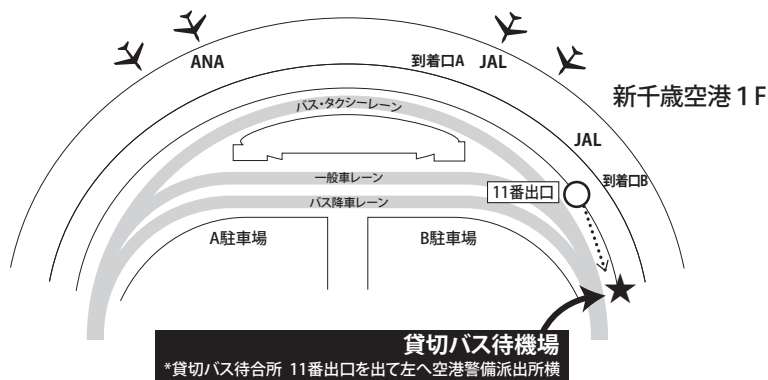 ANA
到着口A JAL
新千歳空港1F
バス・タクシーレーン
JAL
到着口B
一般車レーン
11番出口
バス降車レーン
A駐車場
B駐車場
貸切バス待機場
*貸切バス待合所 11番出口を出て左へ空港警備派出所横